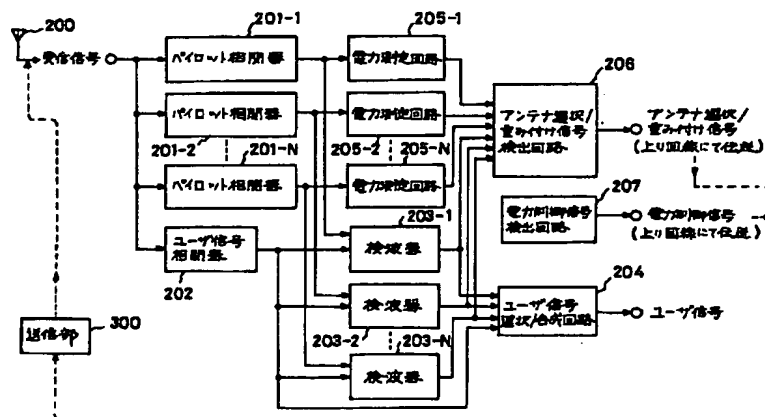 200
受信信号
201-1
パイロット相関器
パイロット相関器
201-2
201-N
パイロット相関器
ユーザ信号
相関器
202
205-1
電力測定回路
電力測定回路
205-2
205-N
電力測定回路
203-1
検波器
検波器
203-2
203-N
検波器
206
アンテナ選択/
重み付け信号
検出回路
アンテナ選択/
重み付け信号
(上り回線にて伝送)
207
電力制御信号
検出回路
電力制御信号
(上り回線にて伝送)
204
ユーザ信号
選択/合成回路
ユーザ信号
送信部
300